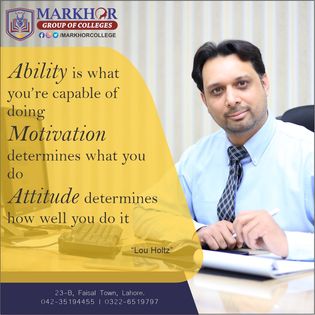 MARKHOR
GROUP OF COLLEGES
/MARKHORCOLLEGE
Ability is what
you're capable of
doing
Motivation
determines what you
do
Attitude determines
how well you do it
"Lou Holtz"
23-B, Faisal Town, Lahore.
042-35194455 | 0322-6519797